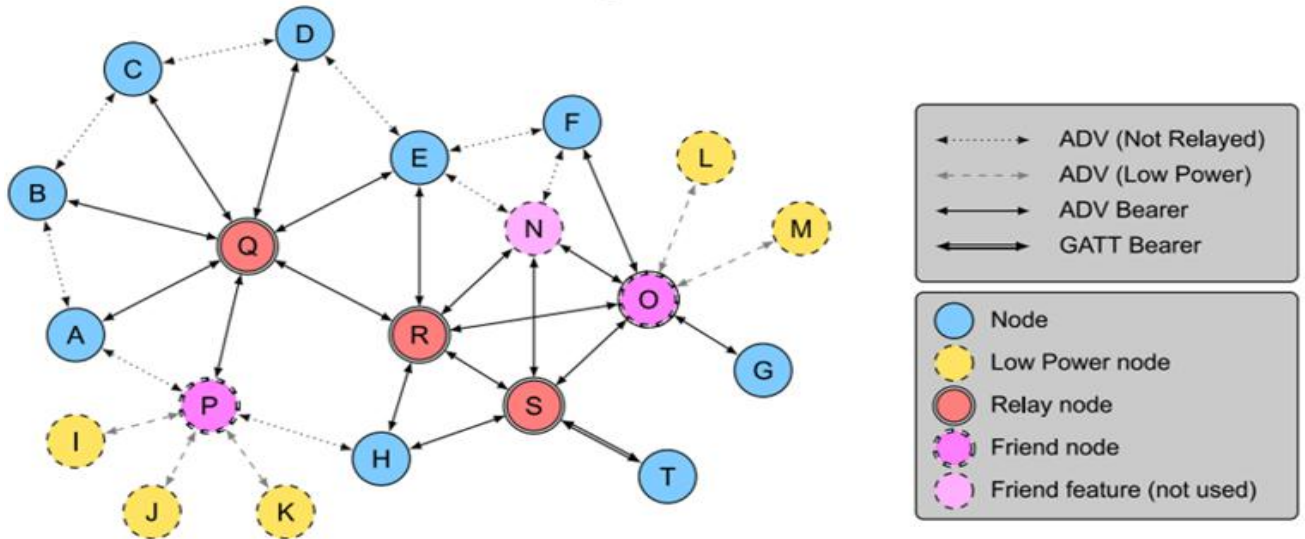 D
C
F
E
L
B
M
N
Q
O
A
R
G
P
S
I
H
T
J
K
ADV (Not Relayed)
ADV (Low Power)
ADV Bearer
GATT Bearer
Node
Low Power node
Relay node
Friend node
Friend feature (not used)